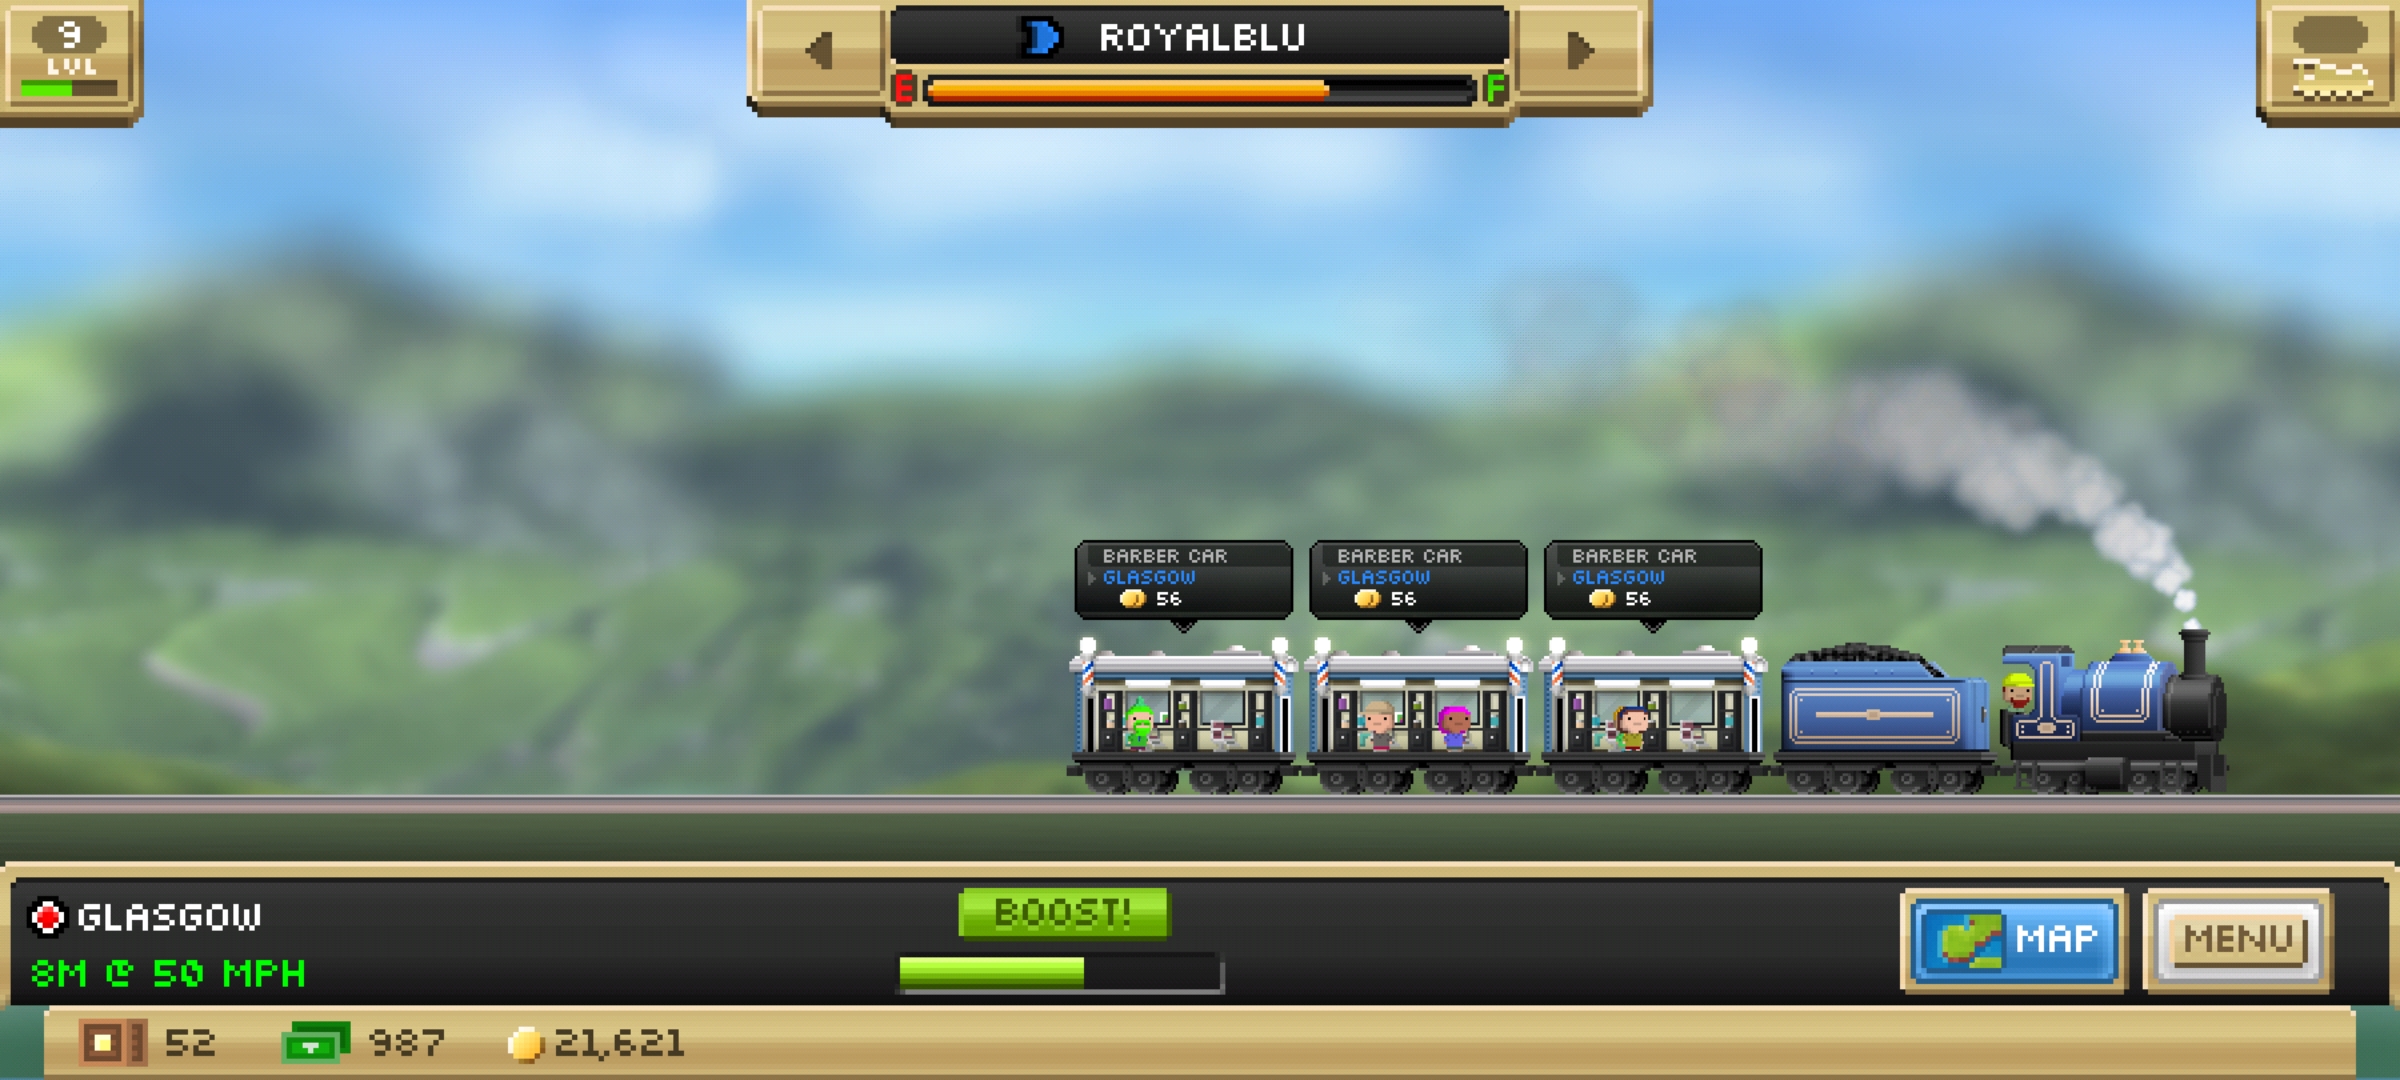 9
LVL
ROYALBLU
E
F
BARBER CAR
GLASGOW
56
BARBER CAR
GLASGOW
56
BARBER CAR
GLASGOW
56
GLASGOW
8M @ 50 MPH
BOOST!
MAP
MENU
52
987
21,621